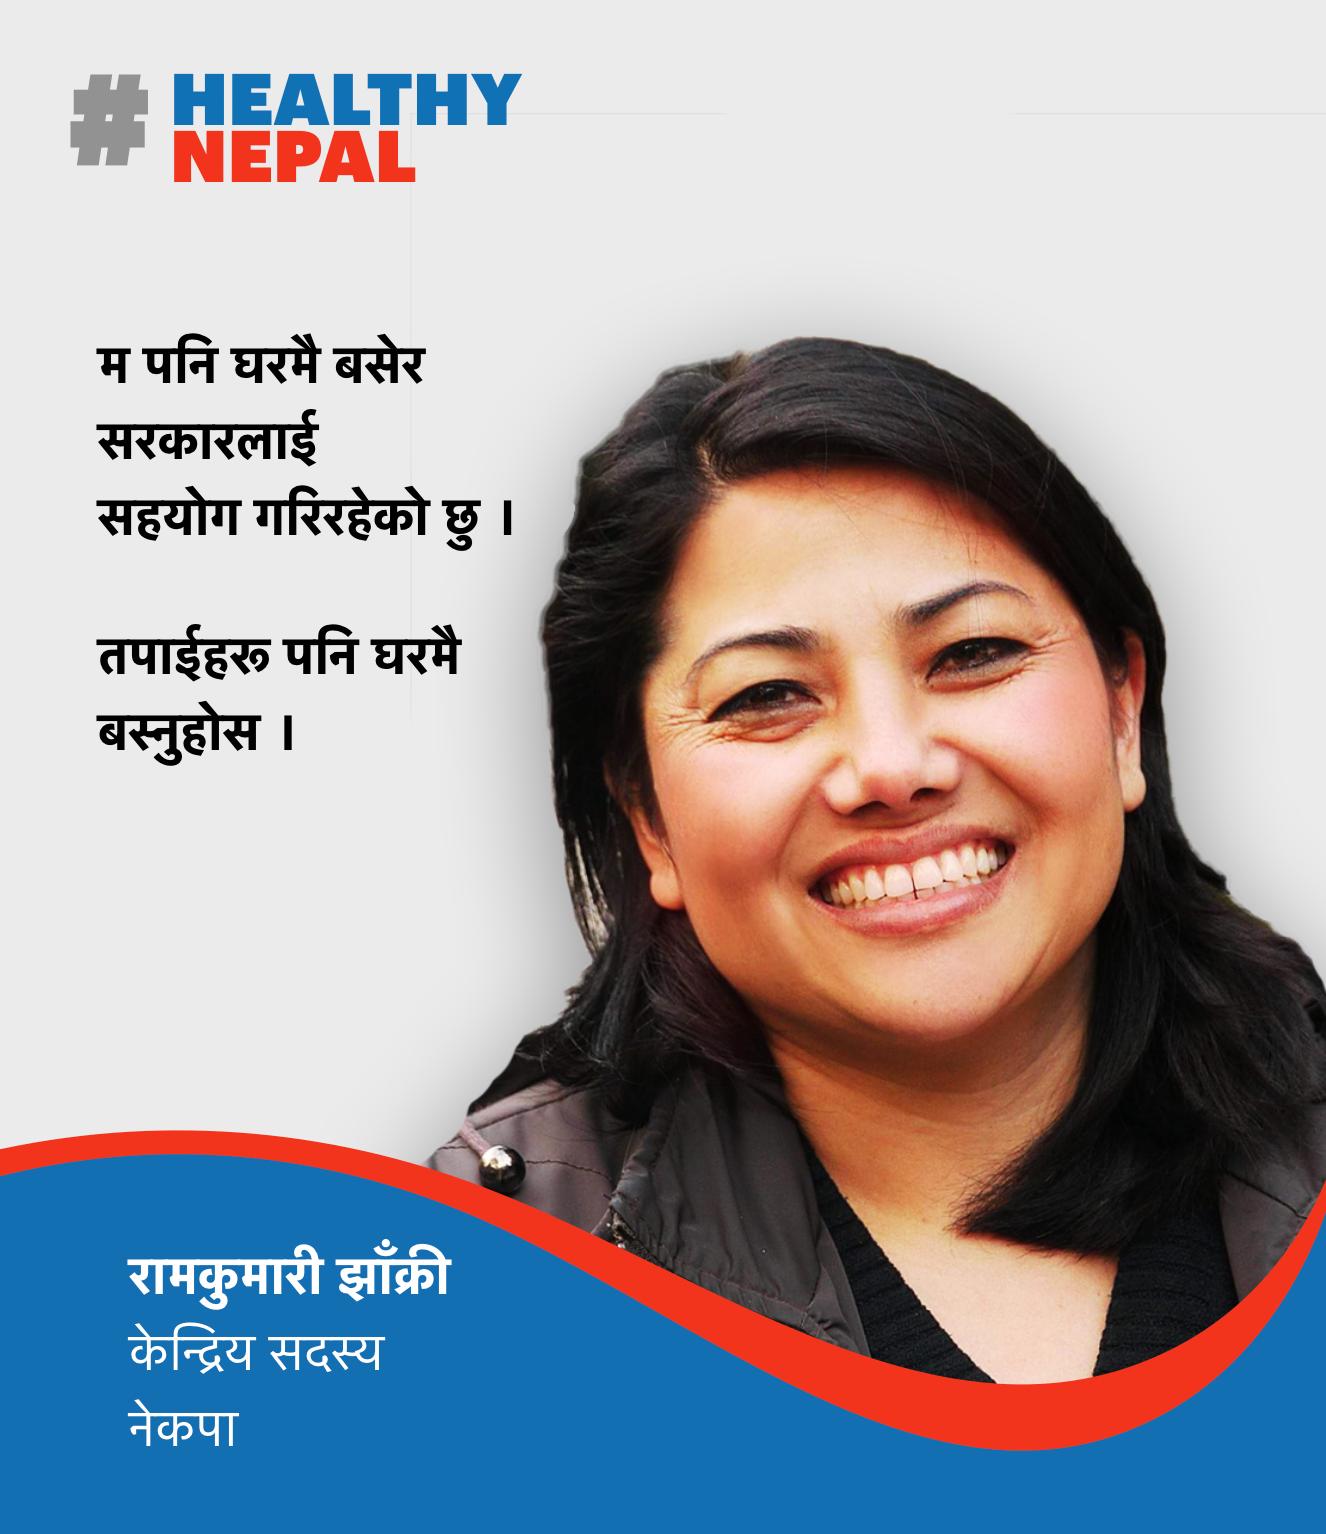 # HEALTHY
NEPAL
म पनि घरमै बसेर
सरकारलाई
सहयोग गरिरहेको छु ।
तपाईहरू पनि घरमै
बस्नुहोस ।
रामकुमारी झाँक्री
केन्द्रिय सदस्य
नेकपा